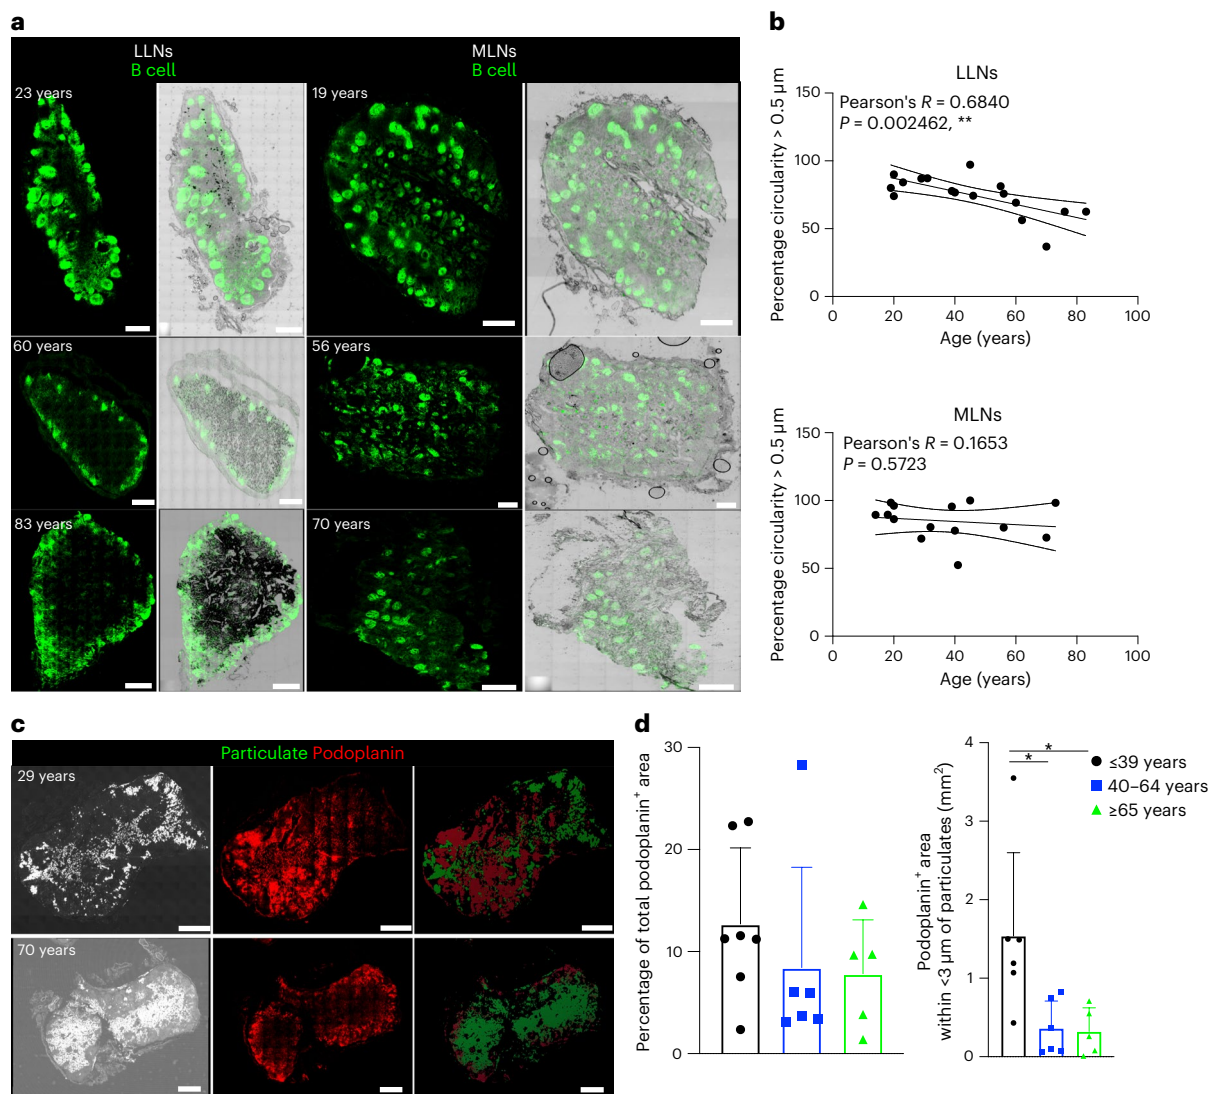 a
LLNs
B cell
MLNs
B cell
23 years
19 years
60 years
56 years
83 years
70 years
b
LLNs
Pearson's R = 0.6840
P = 0.002462, **
Percentage circularity > 0.5 µm
150
100
50
0
0 20 40 60 80 100
Age (years)
MLNs
Pearson's R = 0.1653
P = 0.5723
Percentage circularity > 0.5 µm
150
100
50
0
0 20 40 60 80 100
Age (years)
c
Particulate Podoplanin
29 years
70 years
d
Percentage of total podoplanin⁺ area
30
20
10
0
Podoplanin⁺ area
within <3 µm of particulates (mm²)
4
3
2
1
0
*
*
≤39 years
40–64 years
≥65 years